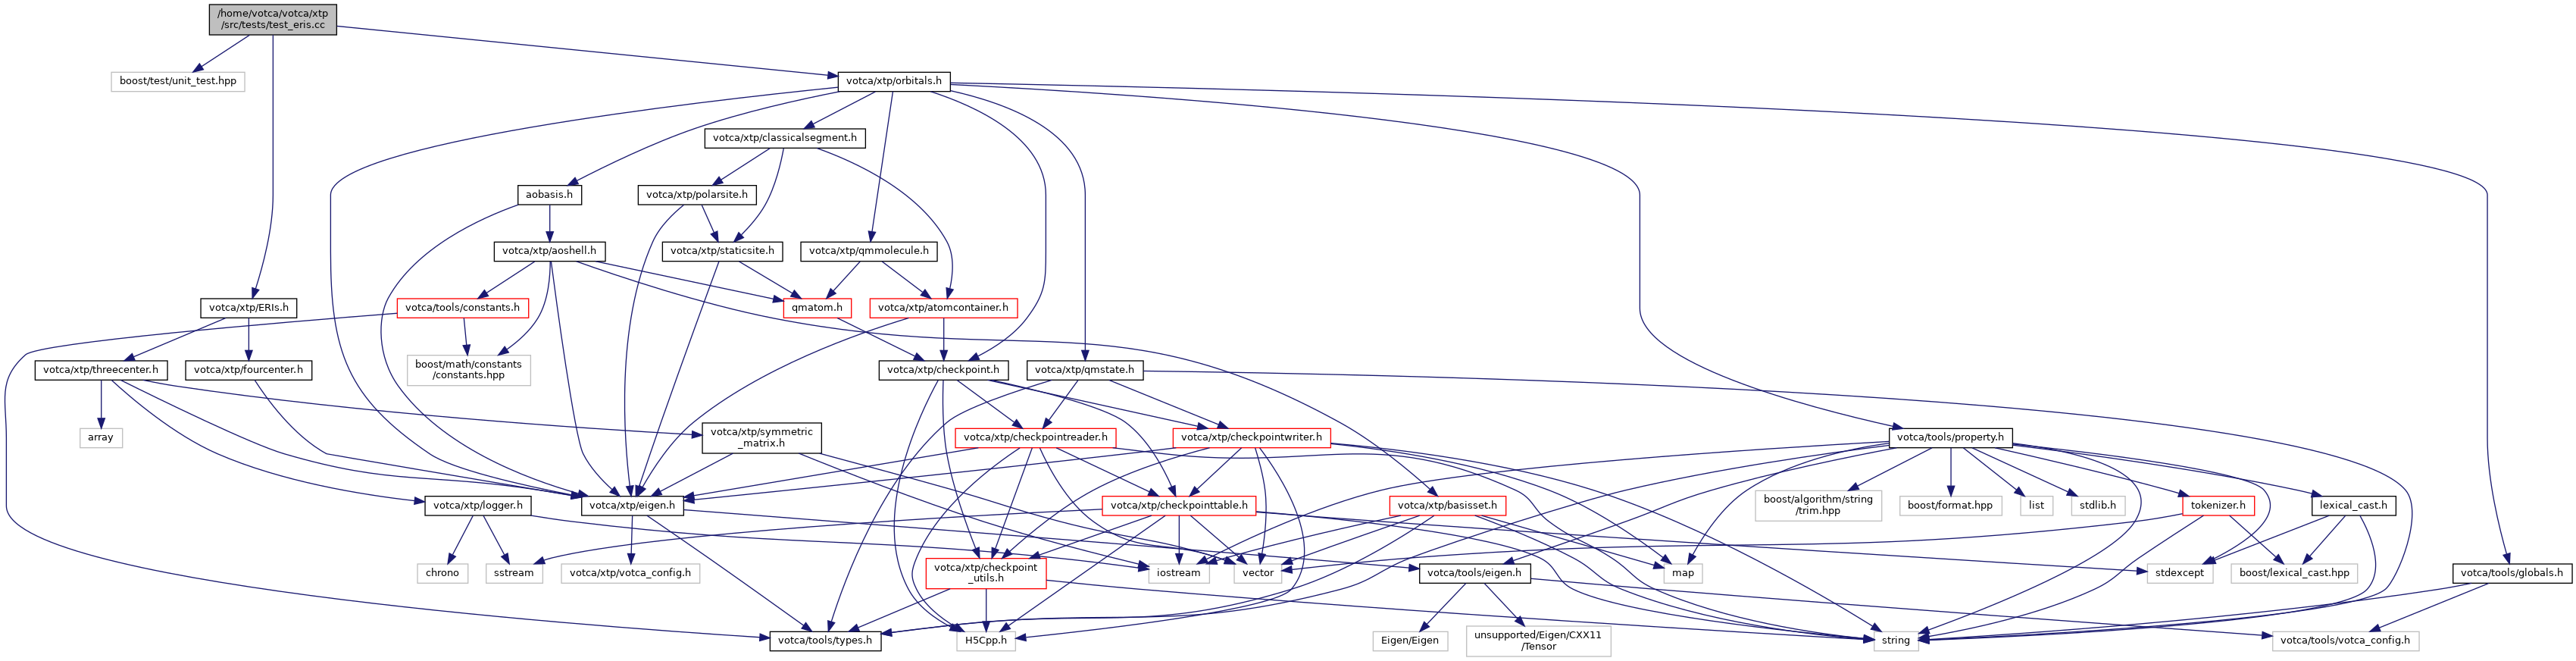 /home/votca/votca/xtp
/src/tests/test_eris.cc
boost/test/unit_test.hpp
votca/xtp/orbitals.h
votca/xtp/classicalsegment.h
aobasis.h
votca/xtp/polarsite.h
votca/xtp/aoshell.h
votca/xtp/staticsite.h
votca/xtp/qmmolecule.h
votca/xtp/ERIs.h
votca/tools/constants.h
qmatom.h
votca/xtp/atomcontainer.h
votca/xtp/threecenter.h
votca/xtp/fourcenter.h
boost/math/constants
/constants.hpp
votca/xtp/checkpoint.h
votca/xtp/qmstate.h
array
votca/xtp/symmetric
_matrix.h
votca/xtp/checkpointreader.h
votca/xtp/checkpointwriter.h
votca/tools/property.h
votca/xtp/logger.h
votca/xtp/eigen.h
votca/xtp/checkpointtable.h
votca/xtp/basisset.h
boost/algorithm/string
/trim.hpp
boost/format.hpp
list
stdlib.h
tokenizer.h
lexical_cast.h
chrono
sstream
votca/xtp/votca_config.h
votca/xtp/checkpoint
_utils.h
iostream
vector
votca/tools/eigen.h
map
stdexcept
boost/lexical_cast.hpp
votca/tools/globals.h
votca/tools/types.h
H5Cpp.h
Eigen/Eigen
unsupported/Eigen/CXX11
/Tensor
string
votca/tools/votca_config.h